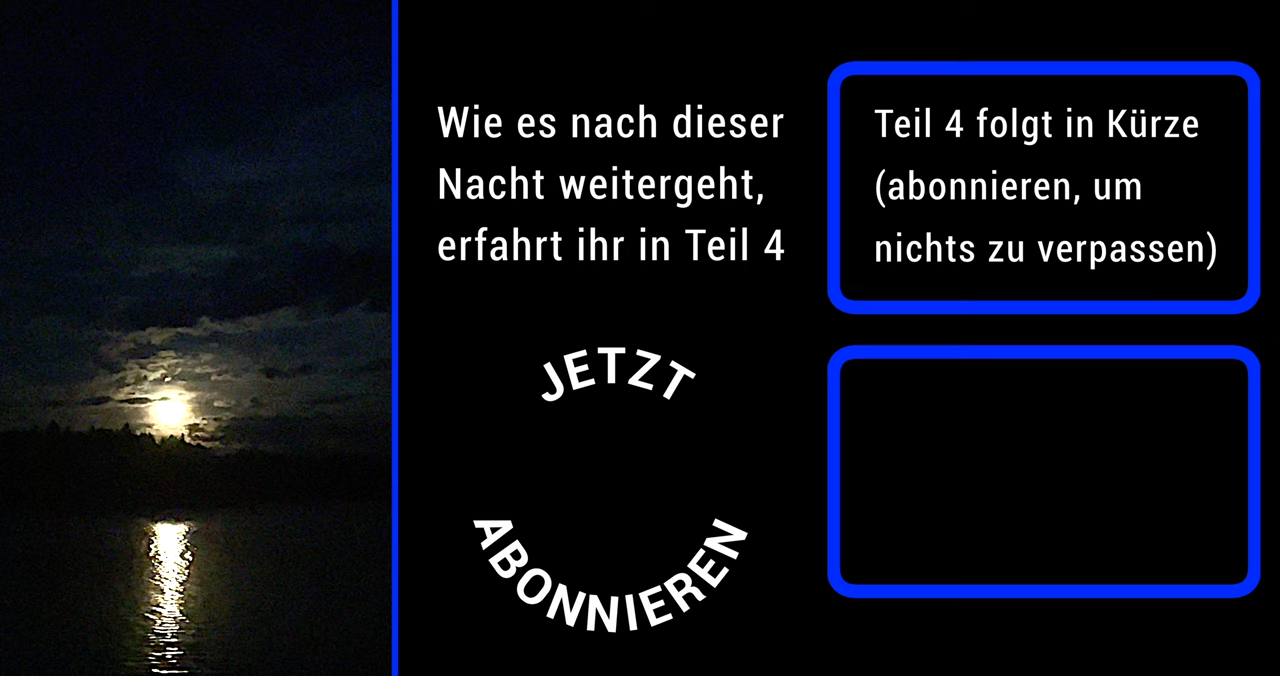 Wie es nach dieser
Nacht weitergeht,
erfahrt ihr in Teil 4
Teil 4 folgt in Kürze
(abonnieren, um
nichts zu verpassen)
JETZT
ABONNIEREN